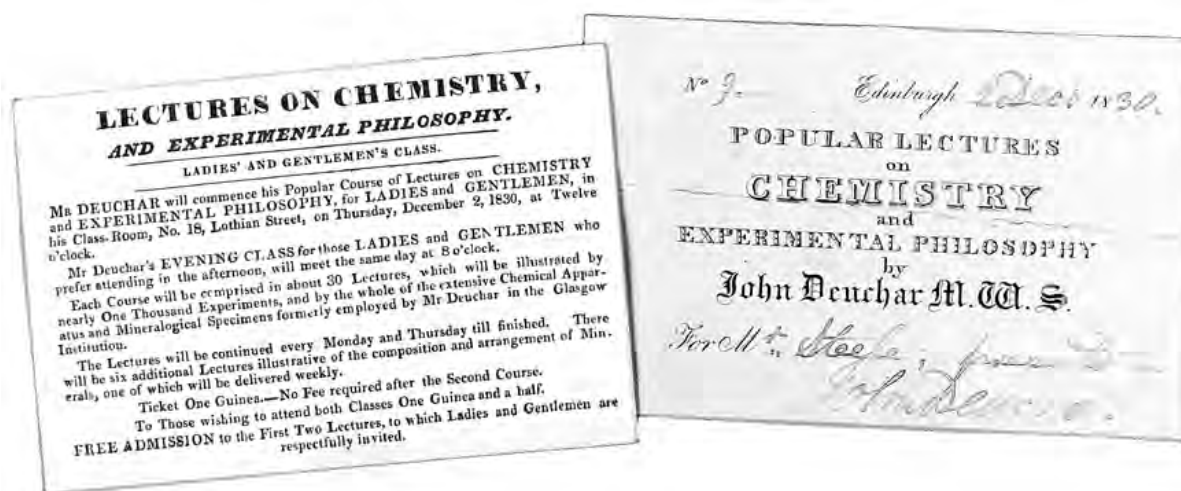 LECTURES ON CHEMISTRY,
AND EXPERIMENTAL PHILOSOPHY.
LADIES' AND GENTLEMEN'S CLASS.
MR DEUCHAR will commence his Popular Course of Lectures on CHEMISTRY
and EXPERIMENTAL PHILOSOPHY, for LADIES and GENTLEMEN, in
his Class-Room, No. 18, Lothian Street, on Thursday, December 2, 1830, at Twelve
o'clock.
Mr Deuchar's EVENING CLASS for those LADIES and GENTLEMEN who
prefer attending in the afternoon, will meet the same day at 8 o'clock.
Each Course will be comprised in about 30 Lectures, which will be illustrated by
nearly One Thousand Experiments, and by the whole of the extensive Chemical Appar-
atus and Mineralogical Specimens formerly employed by Mr Deuchar in the Glasgow
Institution.
The Lectures will be continued every Monday and Thursday till finished. There
will be six additional Lectures illustrative of the composition and arrangement of Min-
erals, one of which will be delivered weekly.
Ticket One Guinea.—No Fee required after the Second Course.
To Those wishing to attend both Classes One Guinea and a half.
FREE ADMISSION to the First Two Lectures, to which Ladies and Gentlemen are
respectfully invited.
No
Edinburgh 2 Dec 1830.
POPULAR LECTURES
on
CHEMISTRY
and
EXPERIMENTAL PHILOSOPHY
by
John Deuchar M.W.S.
For Mr
John Deuchar.